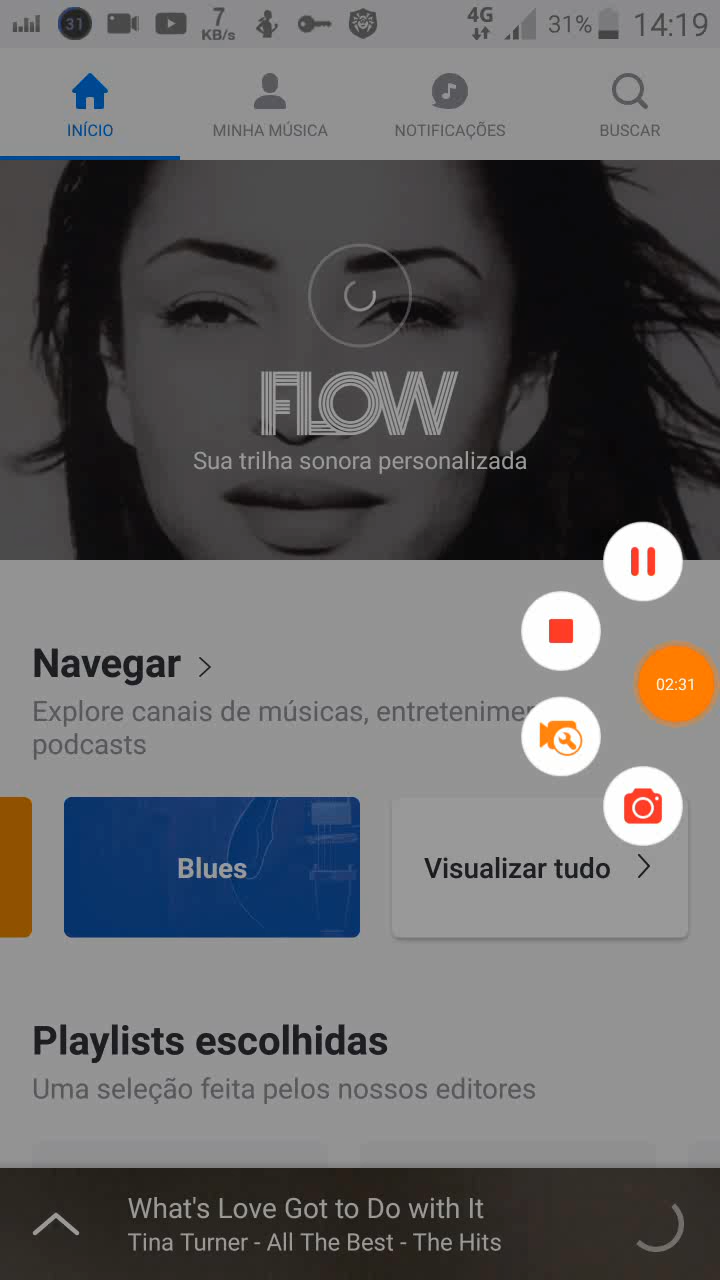 31
7
KB/s
4G
31%
14:19
INÍCIO
MINHA MÚSICA
NOTIFICAÇÕES
BUSCAR
FLOW
Sua trilha sonora personalizada
Navegar
Explore canais de músicas, entretenimen
podcasts
02:31
Blues
Visualizar tudo
Playlists escolhidas
Uma seleção feita pelos nossos editores
What's Love Got to Do with It
Tina Turner - All The Best - The Hits